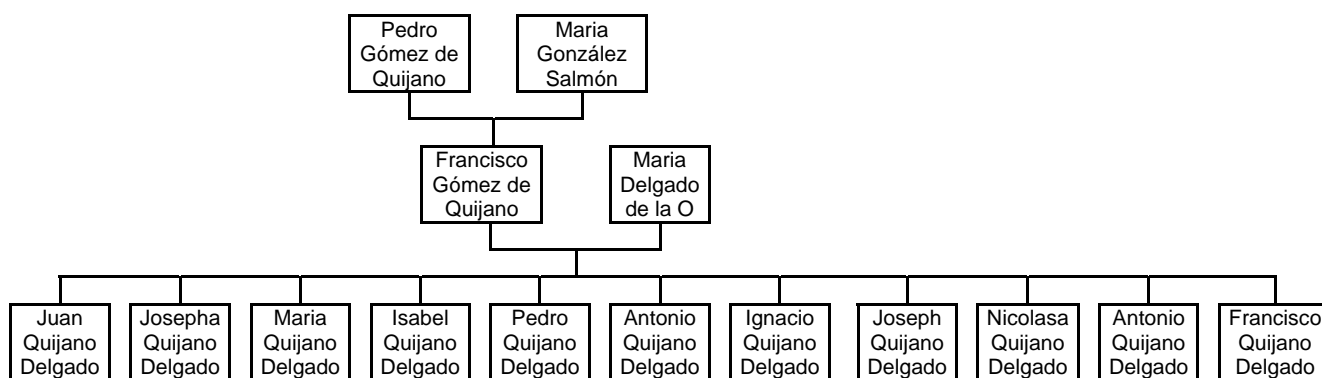 Pedro
Gómez de
Quijano
Maria
González
Salmón
Francisco
Gómez de
Quijano
Maria
Delgado
de la O
Juan
Quijano
Delgado
Josepha
Quijano
Delgado
Maria
Quijano
Delgado
Isabel
Quijano
Delgado
Pedro
Quijano
Delgado
Antonio
Quijano
Delgado
Ignacio
Quijano
Delgado
Joseph
Quijano
Delgado
Nicolasa
Quijano
Delgado
Antonio
Quijano
Delgado
Francisco
Quijano
Delgado